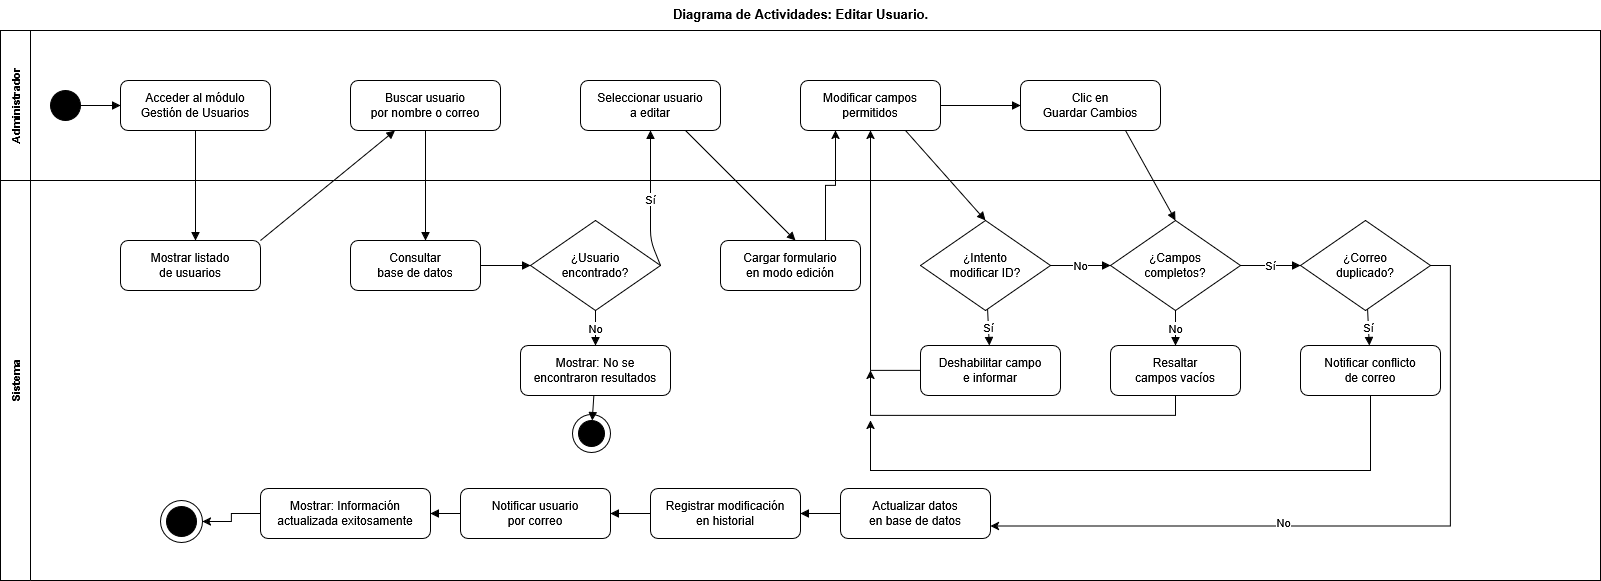 Diagrama de Actividades: Editar Usuario.
Administrador
Acceder al módulo
Gestión de Usuarios
Buscar usuario
por nombre o correo
Seleccionar usuario
a editar
Modificar campos
permitidos
Clic en
Guardar Cambios
Sistema
Mostrar listado
de usuarios
Consultar
base de datos
¿Usuario
encontrado?
Sí
No
Mostrar: No se
encontraron resultados
Cargar formulario
en modo edición
¿Intento
modificar ID?
No
Sí
Deshabilitar campo
e informar
¿Campos
completos?
Sí
No
Resaltar
campos vacíos
¿Correo
duplicado?
Sí
Notificar conflicto
de correo
No
Actualizar datos
en base de datos
Registrar modificación
en historial
Notificar usuario
por correo
Mostrar: Información
actualizada exitosamente